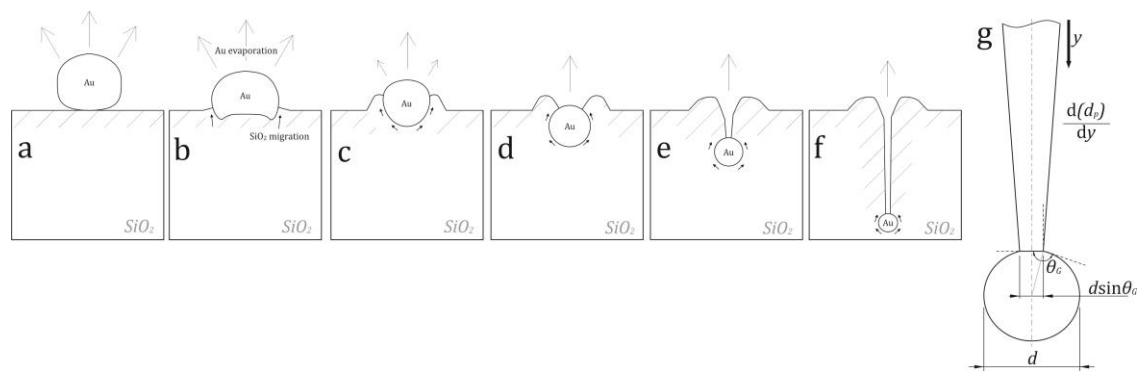 Au
a
SiO₂
Au evaporation
Au
SiO₂ migration
b
SiO₂
Au
c
SiO₂
Au
d
SiO₂
Au
e
SiO₂
Au
f
SiO₂
g
y
d(dₚ)
dy
θ_G
dsinθ_G
d